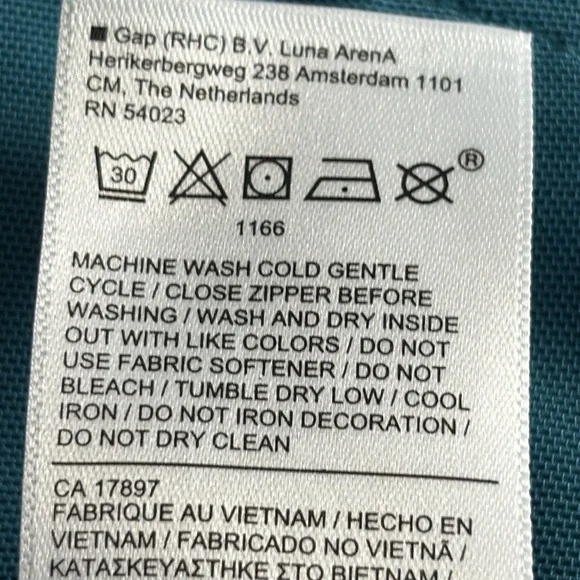 Gap (RHC) B.V. Luna ArenA
Herikerbergweg 238 Amsterdam 1101
CM, The Netherlands
RN 54023
30
®
1166
MACHINE WASH COLD GENTLE
CYCLE / CLOSE ZIPPER BEFORE
WASHING / WASH AND DRY INSIDE
OUT WITH LIKE COLORS / DO NOT
USE FABRIC SOFTENER / DO NOT
BLEACH / TUMBLE DRY LOW / COOL
IRON / DO NOT IRON DECORATION /
DO NOT DRY CLEAN
CA 17897
FABRIQUE AU VIETNAM / HECHO EN
VIETNAM / FABRICADO NO VIETNÃ /
ΚΑΤΑΣΚΕΥΑΣΤΗΚΕ ΣΤΟ ΒΙΕΤΝΑΜ /